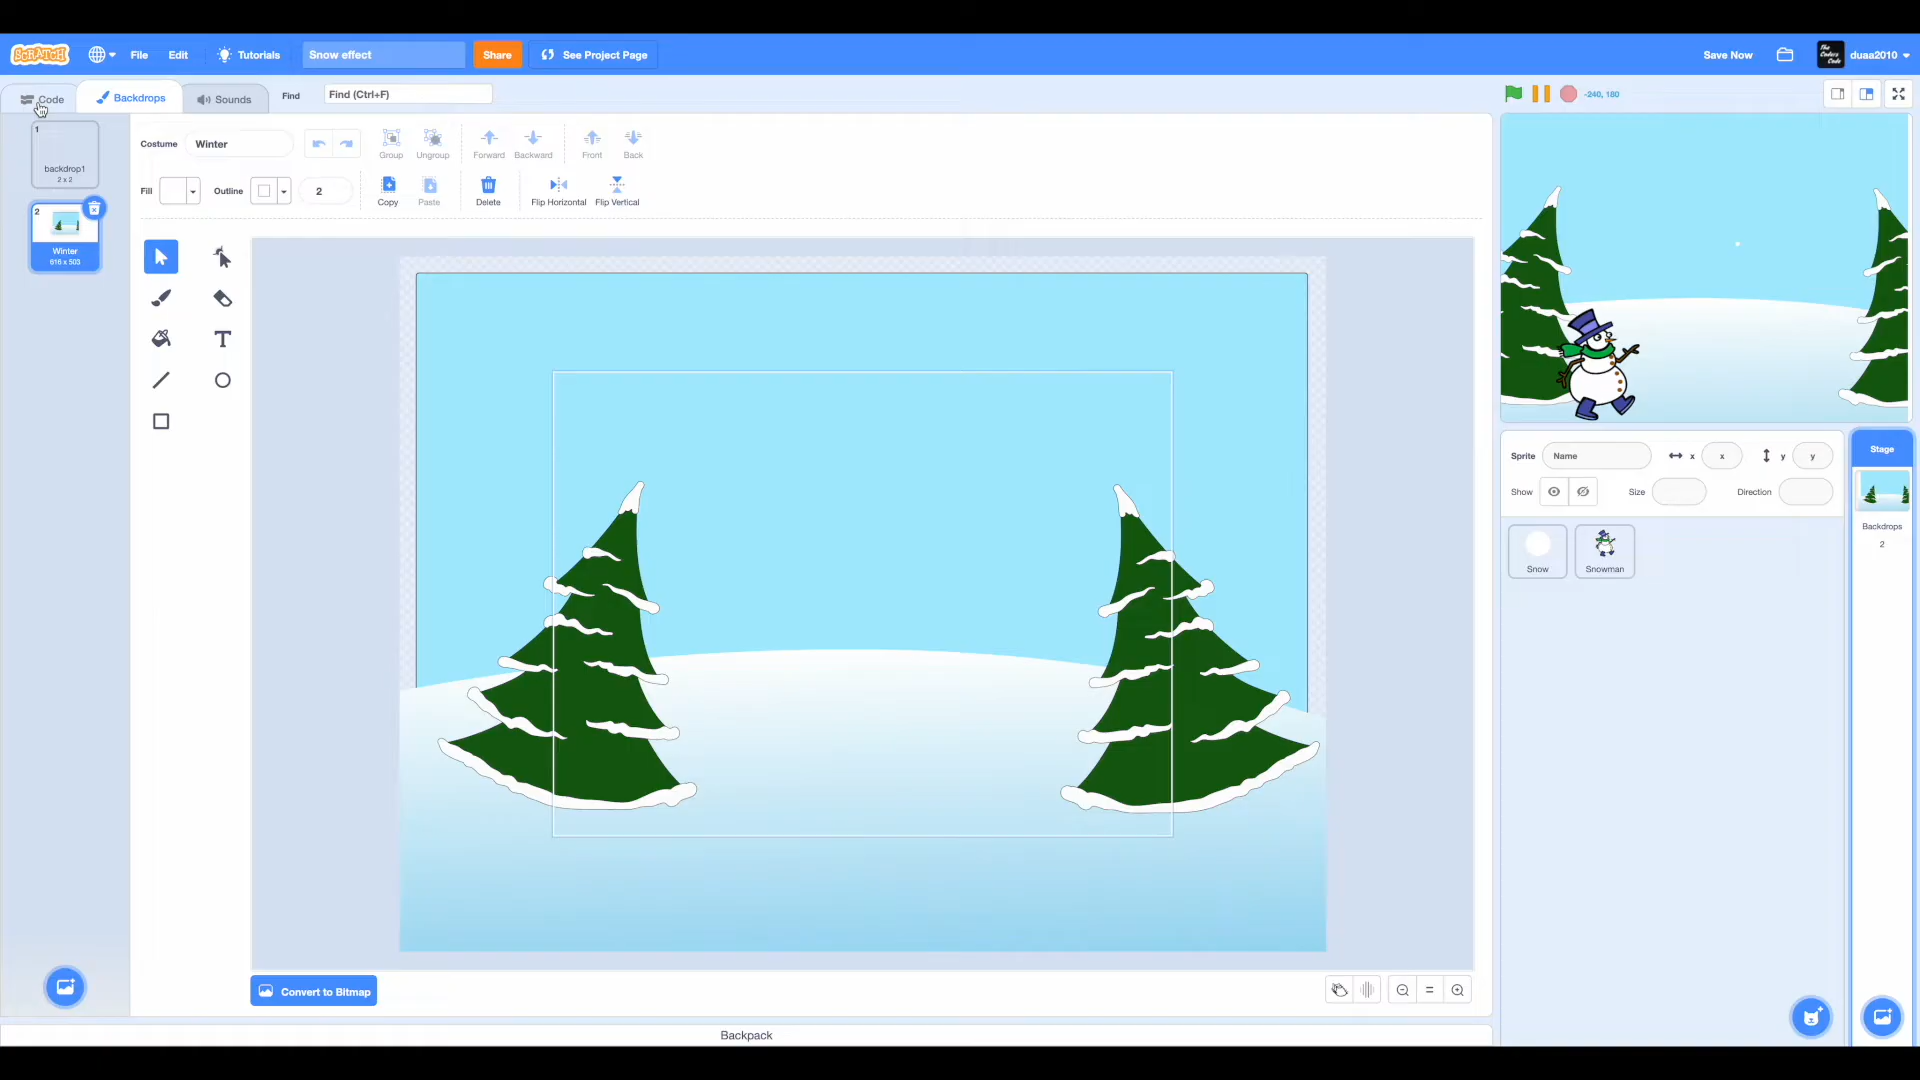 SCRATCH File Edit Tutorials Snow effect Share See Project Page Save Now The Coders Code duaa2010
Code Backdrops Sounds Find Find (Ctrl+F) -240, 180
1
backdrop1
2 x 2
2
Winter
616 x 503
Costume Winter Group Ungroup Forward Backward Front Back
Fill Outline 2 Copy Paste Delete Flip Horizontal Flip Vertical
T
Sprite Name x x y y
Show Size Direction
Snow Snowman
Stage
Backdrops
2
Convert to Bitmap
Backpack